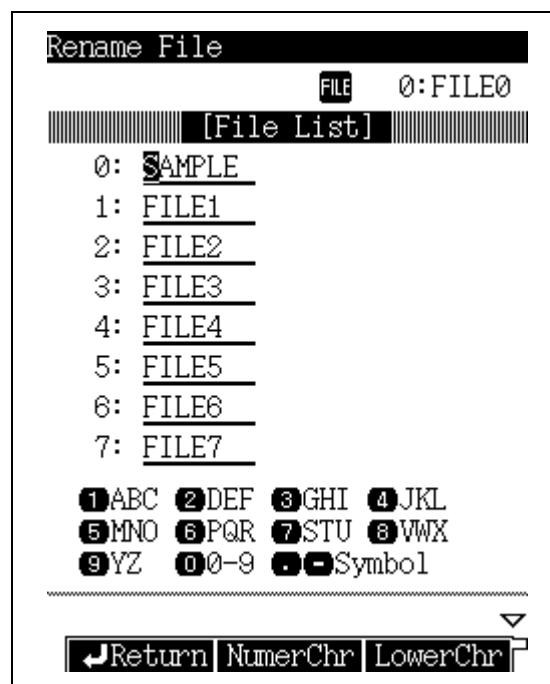 Rename File
FILE 0:FILE0
[File List]
0: SAMPLE
1: FILE1
2: FILE2
3: FILE3
4: FILE4
5: FILE5
6: FILE6
7: FILE7
1ABC 2DEF 3GHI 4JKL
5MNO 6PQR 7STU 8VWX
9YZ 00-9 .-Symbol
↵Return NumerChr LowerChr